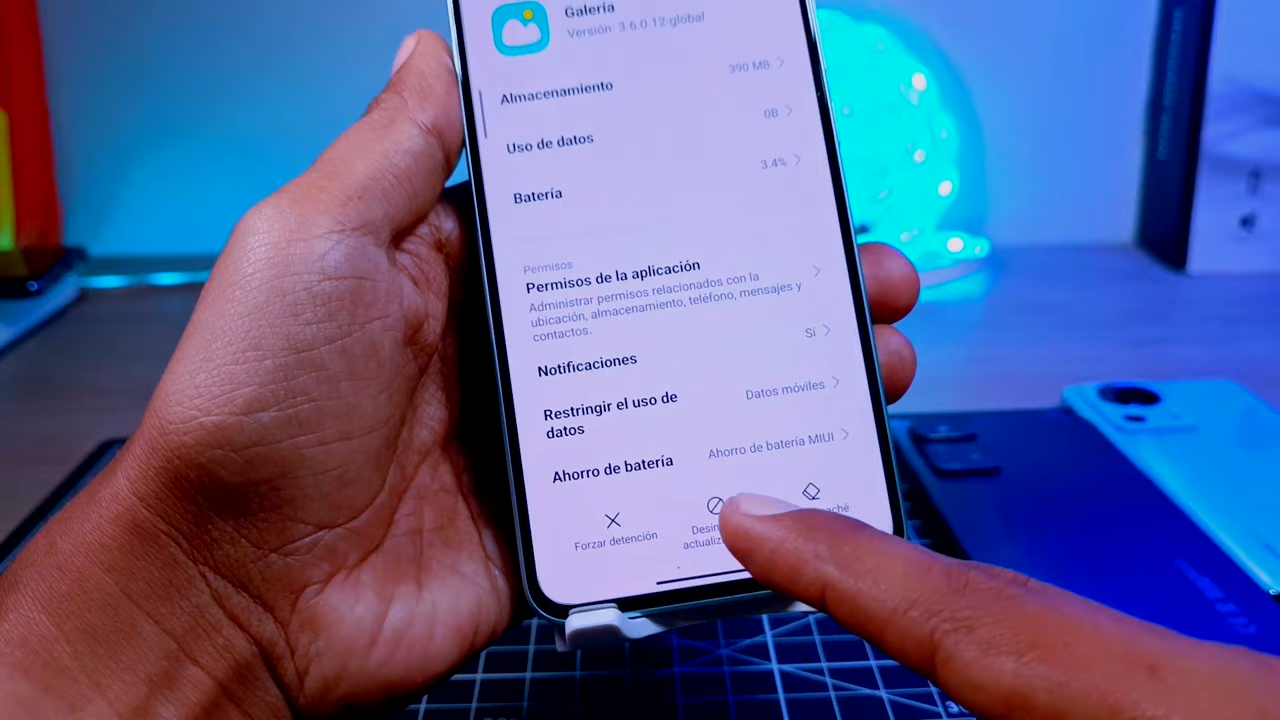 Galería
Versión: 3.6.0.12-global
Almacenamiento
390 MB
Uso de datos
0B
Batería
3.4%
Permisos
Permisos de la aplicación
Administrar permisos relacionados con la
ubicación, almacenamiento, teléfono, mensajes y
contactos.
Notificaciones
Sí
Restringir el uso de
datos
Datos móviles
Ahorro de batería
Ahorro de batería MIUI
Forzar detención